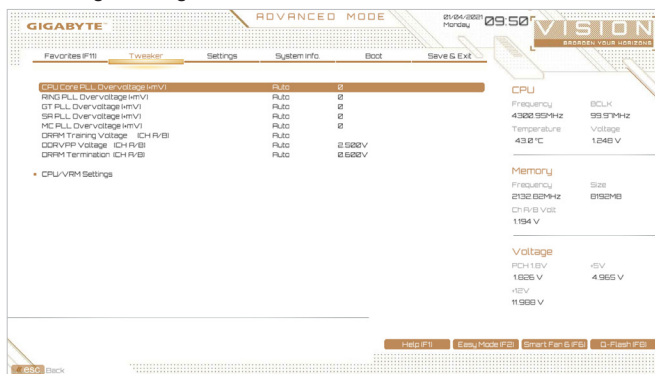 GIGABYTE™
ADVANCED MODE
01/04/2021
Monday
09:50
VISION
BROADEN YOUR HORIZONS
Favorites (F11)
Tweaker
Settings
System Info.
Boot
Save & Exit
CPU Core PLL Overvoltage (+mV) Auto 0
RING PLL Overvoltage (+mV) Auto 0
GT PLL Overvoltage (+mV) Auto 0
SA PLL Overvoltage (+mV) Auto 0
MC PLL Overvoltage (+mV) Auto 0
DRAM Training Voltage (CH A/B) Auto
DDRVPP Voltage (CH A/B) Auto 2.500V
DRAM Termination (CH A/B) Auto 0.600V
CPU/VRM Settings
CPU
Frequency BCLK
4300.95MHz 99.97MHz
Temperature Voltage
43.0 °C 1.248 V
Memory
Frequency Size
2132.82MHz 8192MB
Ch A/B Volt
1.194 V
Voltage
PCH 1.8V +5V
1.826 V 4.965 V
+12V
11.988 V
Help (F1)
Easy Mode (F2)
Smart Fan 6 (F6)
Q-Flash (F8)
esc Back